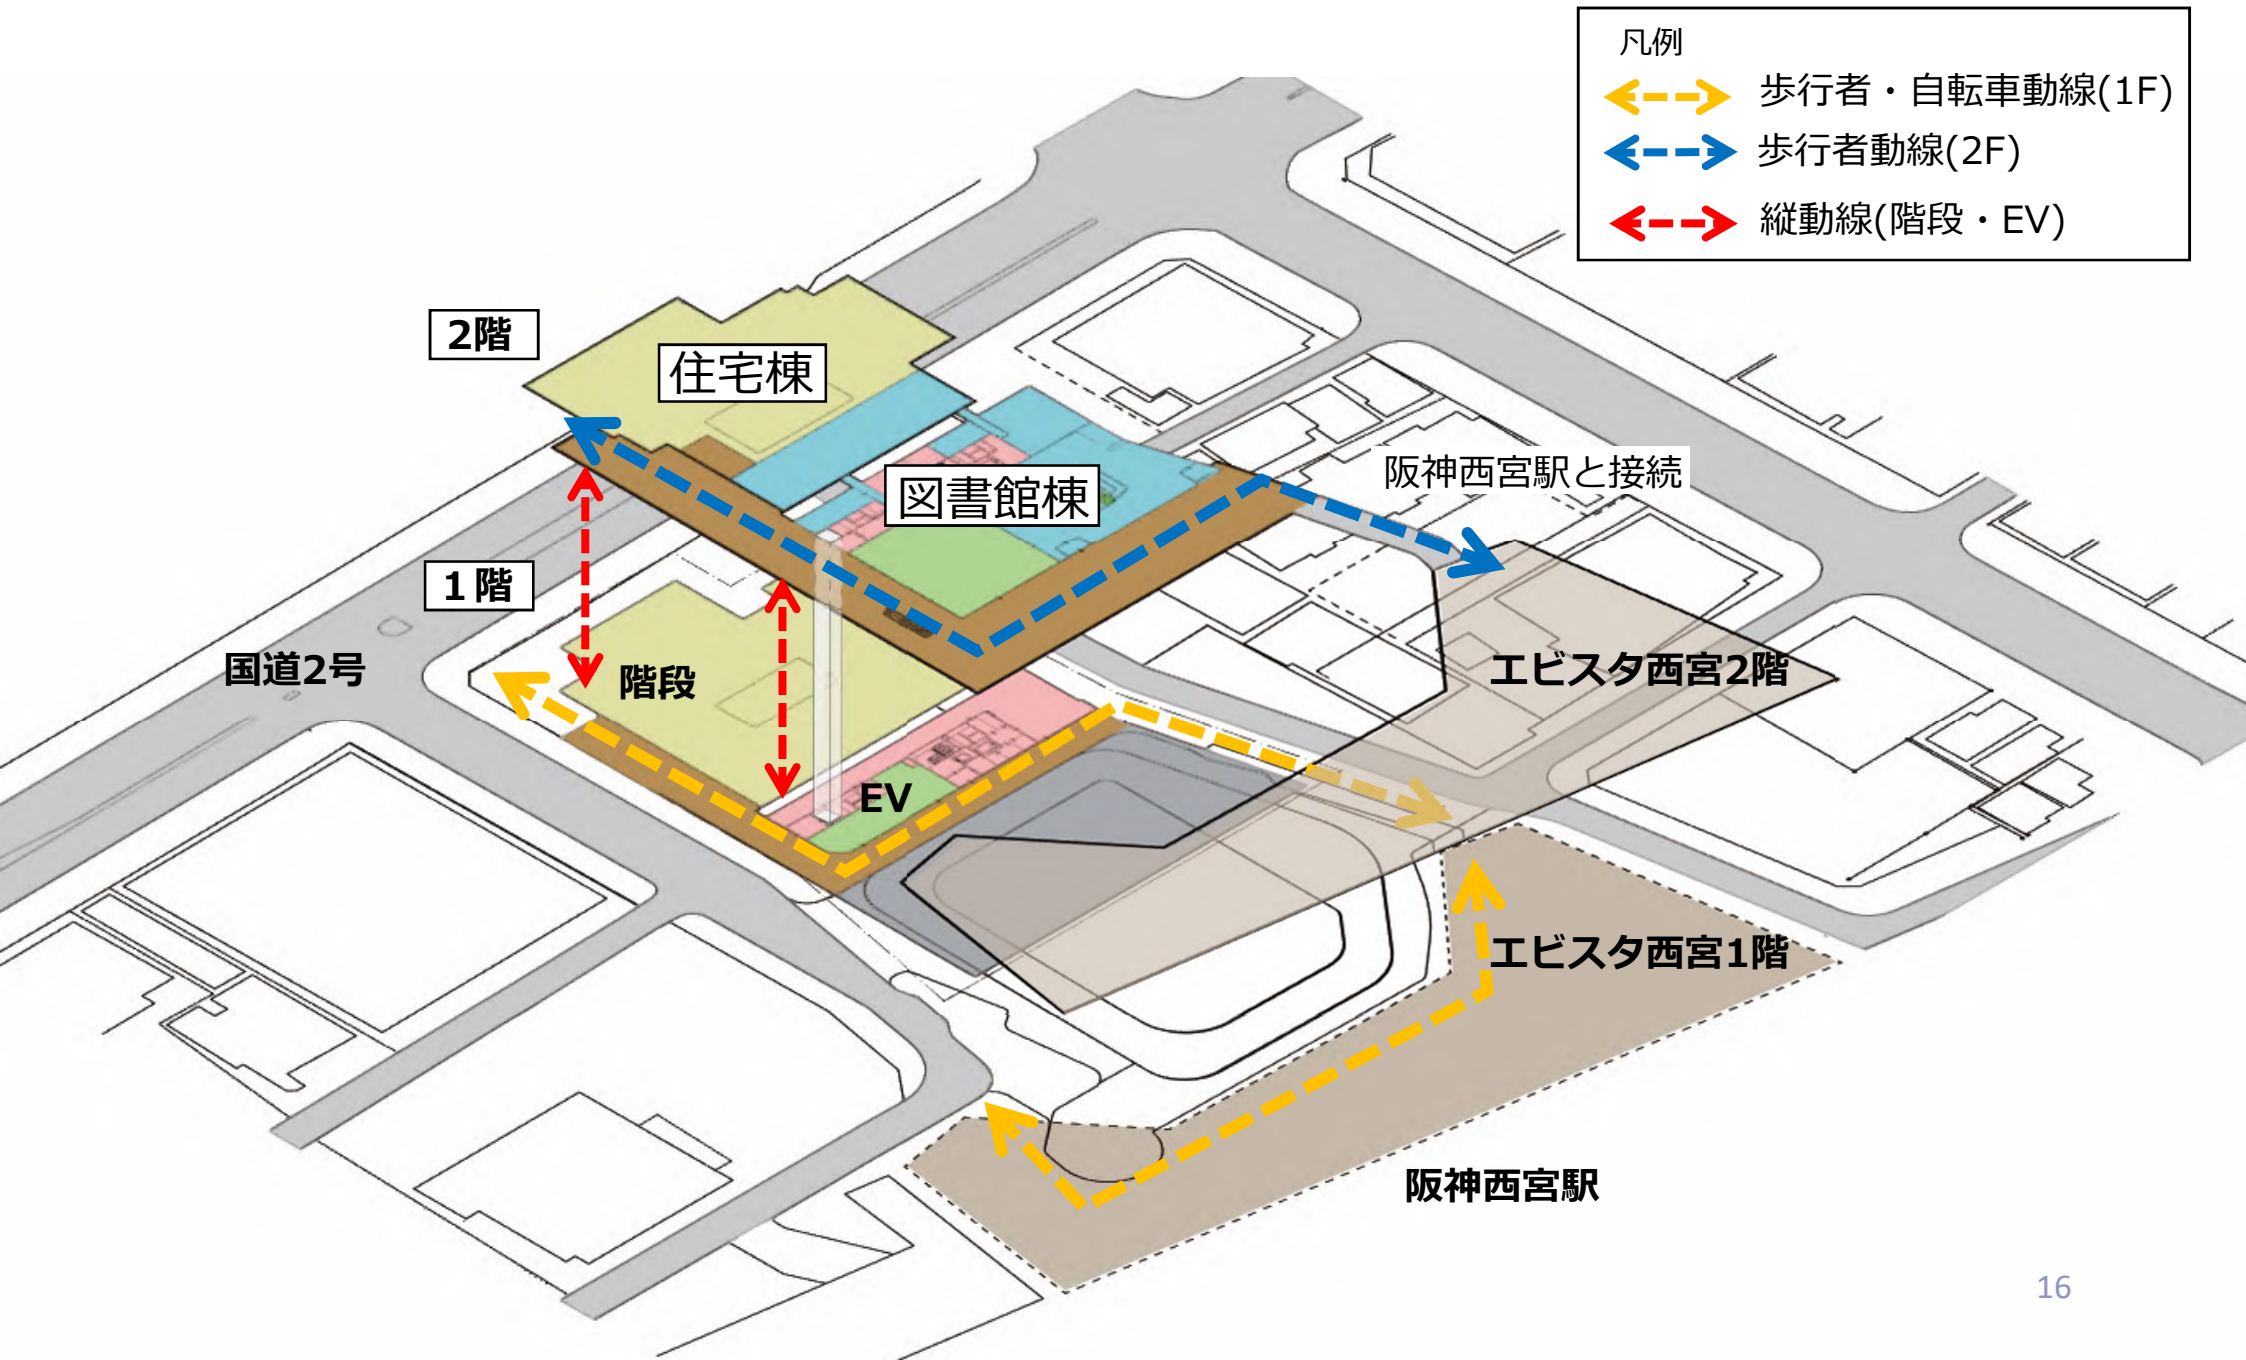 凡例
歩行者・自転車動線(1F)
歩行者動線(2F)
縦動線(階段・EV)
2階
住宅棟
阪神西宮駅と接続
図書館棟
1階
国道2号
階段
エビスタ西宮2階
EV
エビスタ西宮1階
阪神西宮駅
16